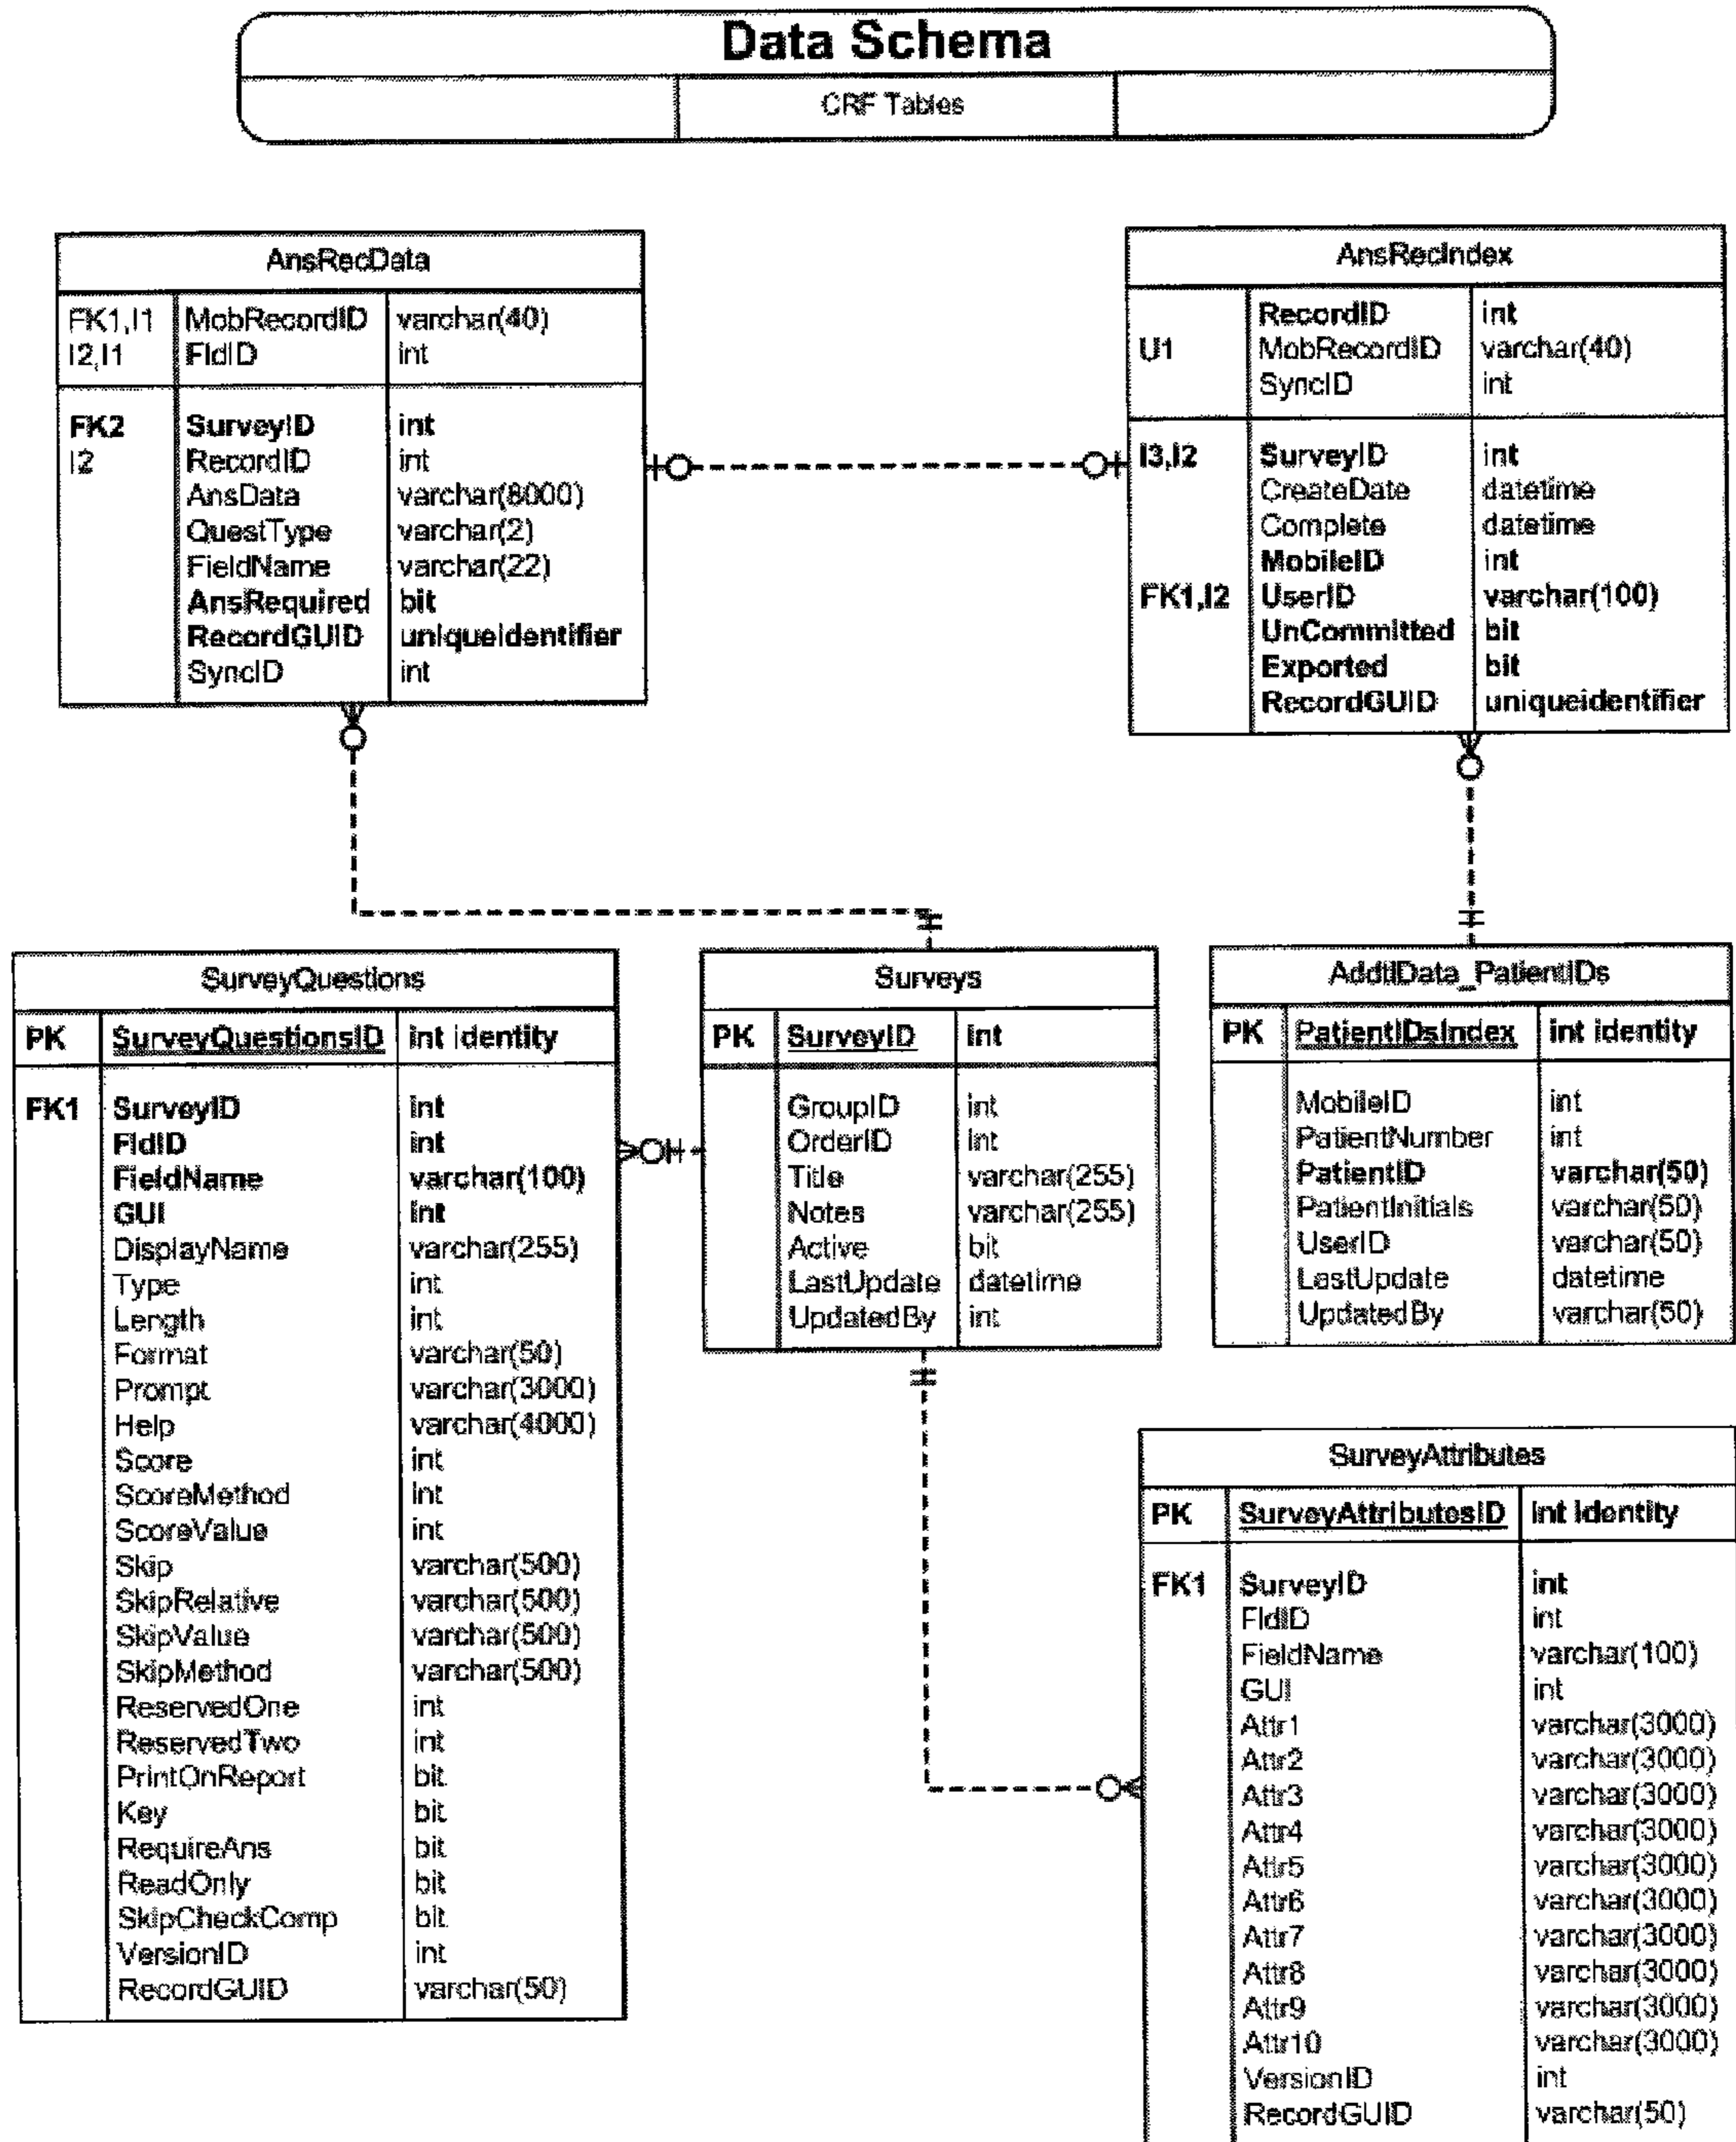 Data Schema
CRF Tables
AnsRecData
FK1,I1 MobRecordID varchar(40)
I2,I1 FldID int
FK2 SurveyID int
I2 RecordID int
AnsData varchar(8000)
QuestType varchar(2)
FieldName varchar(22)
AnsRequired bit
RecordGUID uniqueidentifier
SyncID int
AnsRecIndex
RecordID int
U1 MobRecordID varchar(40)
SyncID int
I3,I2 SurveyID int
CreateDate datetime
Complete datetime
MobileID int
FK1,I2 UserID varchar(100)
UnCommitted bit
Exported bit
RecordGUID uniqueidentifier
SurveyQuestions
PK SurveyQuestionsID int identity
FK1 SurveyID int
FldID int
FieldName varchar(100)
GUI int
DisplayName varchar(255)
Type int
Length int
Format varchar(50)
Prompt varchar(3000)
Help varchar(4000)
Score int
ScoreMethod int
ScoreValue int
Skip varchar(500)
SkipRelative varchar(500)
SkipValue varchar(500)
SkipMethod varchar(500)
ReservedOne int
ReservedTwo int
PrintOnReport bit
Key bit
RequireAns bit
ReadOnly bit
SkipCheckComp bit
VersionID int
RecordGUID varchar(50)
Surveys
PK SurveyID int
GroupID int
OrderID int
Title varchar(255)
Notes varchar(255)
Active bit
LastUpdate datetime
UpdatedBy int
AddtlData_PatientIDs
PK PatientIDsIndex int identity
MobileID int
PatientNumber int
PatientID varchar(50)
PatientInitials varchar(50)
UserID varchar(50)
LastUpdate datetime
UpdatedBy varchar(50)
SurveyAttributes
PK SurveyAttributesID int identity
FK1 SurveyID int
FldID int
FieldName varchar(100)
GUI int
Attr1 varchar(3000)
Attr2 varchar(3000)
Attr3 varchar(3000)
Attr4 varchar(3000)
Attr5 varchar(3000)
Attr6 varchar(3000)
Attr7 varchar(3000)
Attr8 varchar(3000)
Attr9 varchar(3000)
Attr10 varchar(3000)
VersionID int
RecordGUID varchar(50)